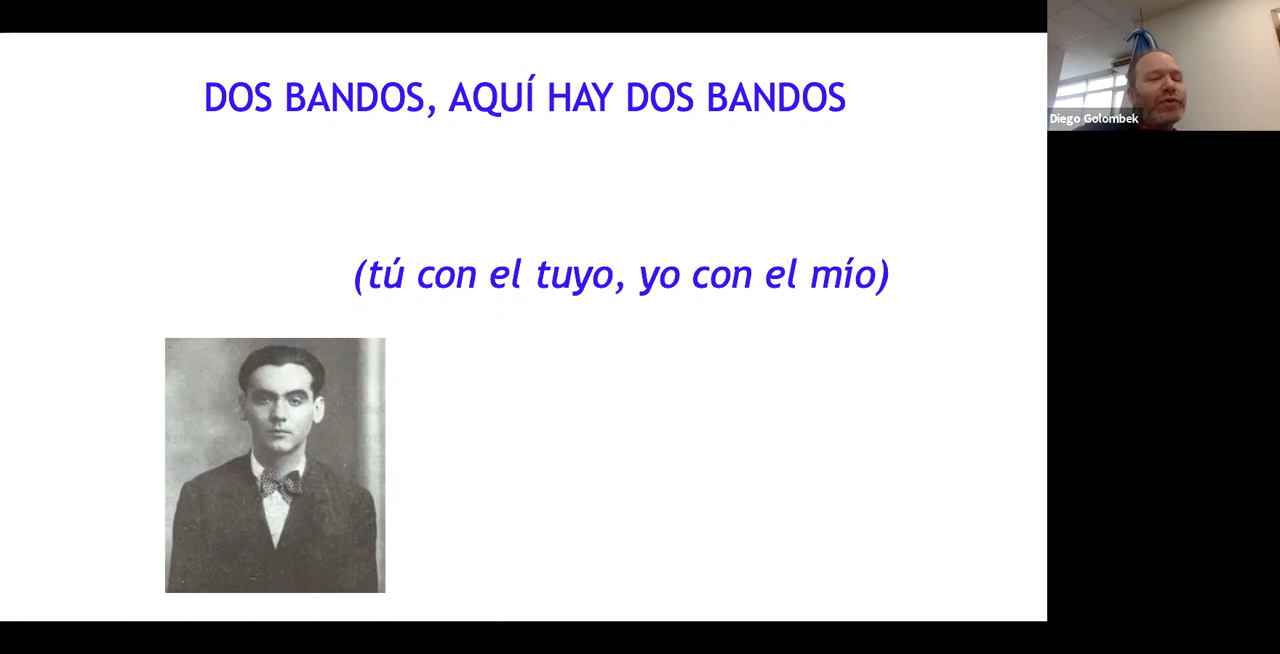 DOS BANDOS, AQUÍ HAY DOS BANDOS
(tú con el tuyo, yo con el mío)
Diego Golombek